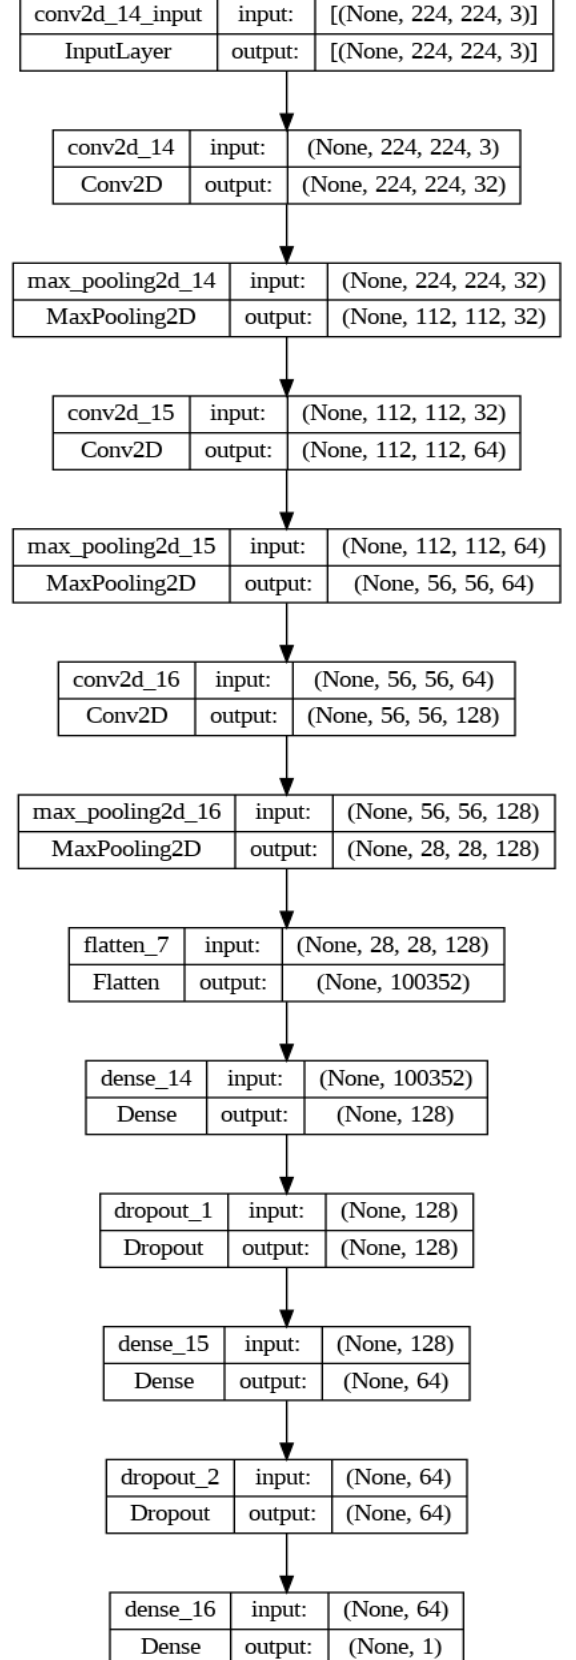 conv2d_14_input input: [(None, 224, 224, 3)]
InputLayer output: [(None, 224, 224, 3)]
conv2d_14 input: (None, 224, 224, 3)
Conv2D output: (None, 224, 224, 32)
max_pooling2d_14 input: (None, 224, 224, 32)
MaxPooling2D output: (None, 112, 112, 32)
conv2d_15 input: (None, 112, 112, 32)
Conv2D output: (None, 112, 112, 64)
max_pooling2d_15 input: (None, 112, 112, 64)
MaxPooling2D output: (None, 56, 56, 64)
conv2d_16 input: (None, 56, 56, 64)
Conv2D output: (None, 56, 56, 128)
max_pooling2d_16 input: (None, 56, 56, 128)
MaxPooling2D output: (None, 28, 28, 128)
flatten_7 input: (None, 28, 28, 128)
Flatten output: (None, 100352)
dense_14 input: (None, 100352)
Dense output: (None, 128)
dropout_1 input: (None, 128)
Dropout output: (None, 128)
dense_15 input: (None, 128)
Dense output: (None, 64)
dropout_2 input: (None, 64)
Dropout output: (None, 64)
dense_16 input: (None, 64)
Dense output: (None, 1)